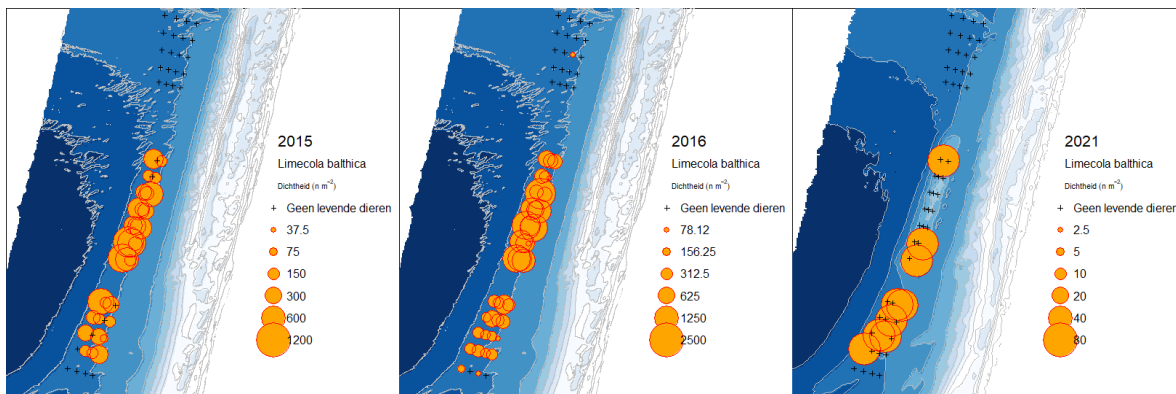 2015
Limecola balthica
Dichtheid (n m⁻²)
Geen levende dieren
37.5
75
150
300
600
1200
2016
Limecola balthica
Dichtheid (n m⁻²)
Geen levende dieren
78.12
156.25
312.5
625
1250
2500
2021
Limecola balthica
Dichtheid (n m⁻²)
Geen levende dieren
2.5
5
10
20
40
80